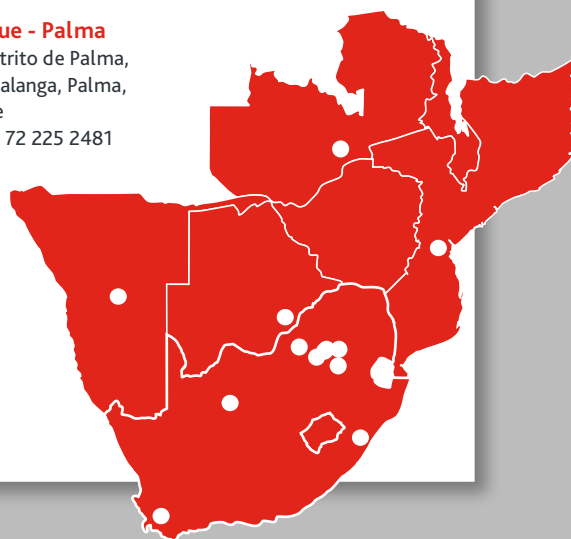 ue - Palma
trito de Palma,
alanga, Palma,
e
72 225 2481